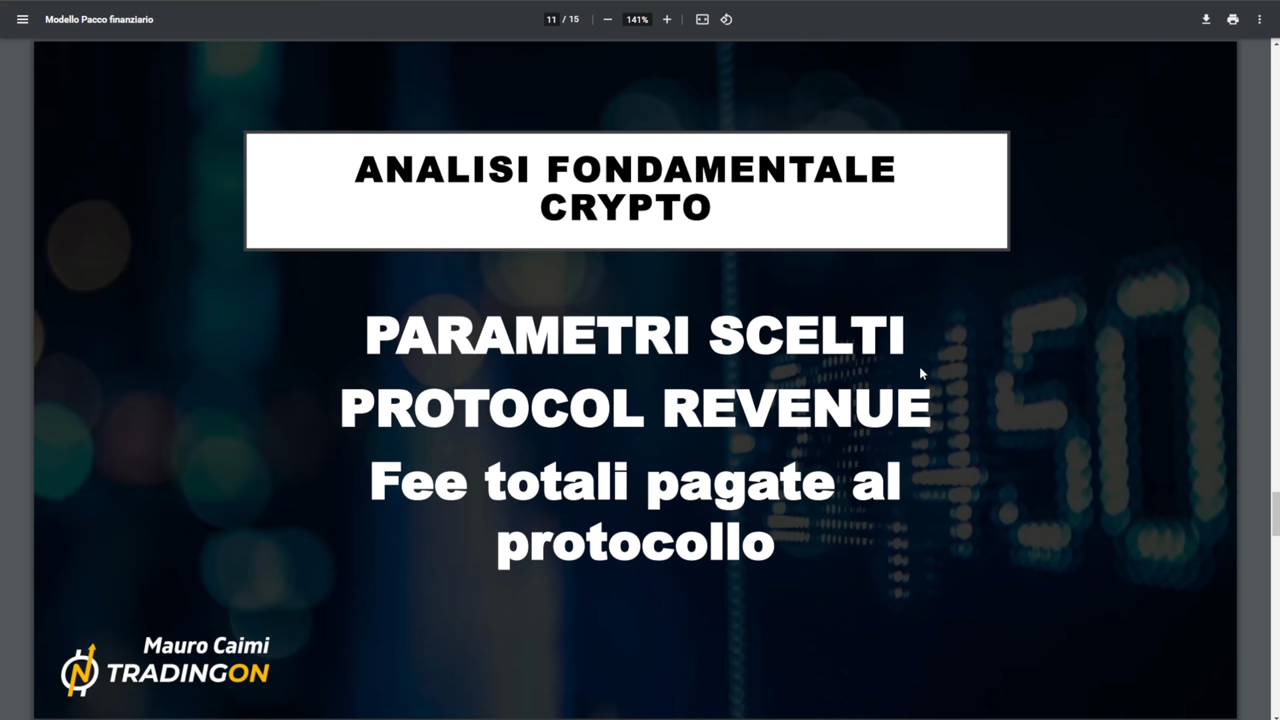 Modello Pacco finanziario
11 / 15
141%
ANALISI FONDAMENTALE
CRYPTO
PARAMETRI SCELTI
PROTOCOL REVENUE
Fee totali pagate al
protocollo
450
Mauro Caimi
TRADINGON